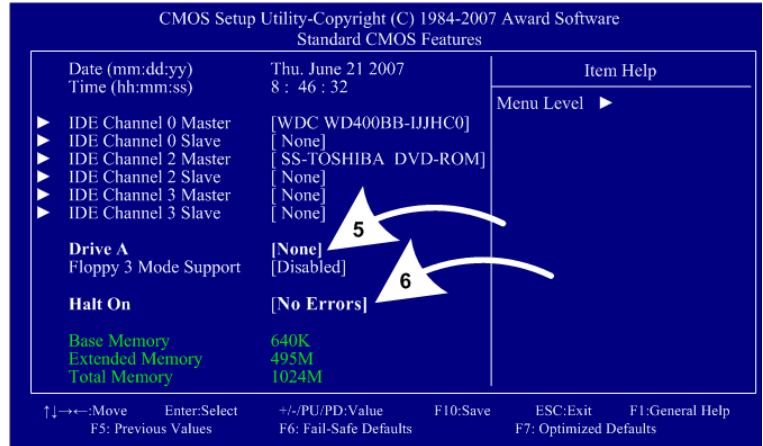 CMOS Setup Utility-Copyright (C) 1984-2007 Award Software
Standard CMOS Features
Date (mm:dd:yy) Thu. June 21 2007
Time (hh:mm:ss) 8 : 46 : 32
Item Help
Menu Level ►
► IDE Channel 0 Master [WDC WD400BB-IJJHC0]
► IDE Channel 0 Slave [ None]
► IDE Channel 2 Master [ SS-TOSHIBA DVD-ROM]
► IDE Channel 2 Slave [ None]
► IDE Channel 3 Master [ None]
► IDE Channel 3 Slave [ None]
5
Drive A [None]
Floppy 3 Mode Support [Disabled]
6
Halt On [No Errors]
Base Memory 640K
Extended Memory 495M
Total Memory 1024M
↑↓→←:Move Enter:Select +/-/PU/PD:Value F10:Save ESC:Exit F1:General Help
F5: Previous Values F6: Fail-Safe Defaults F7: Optimized Defaults